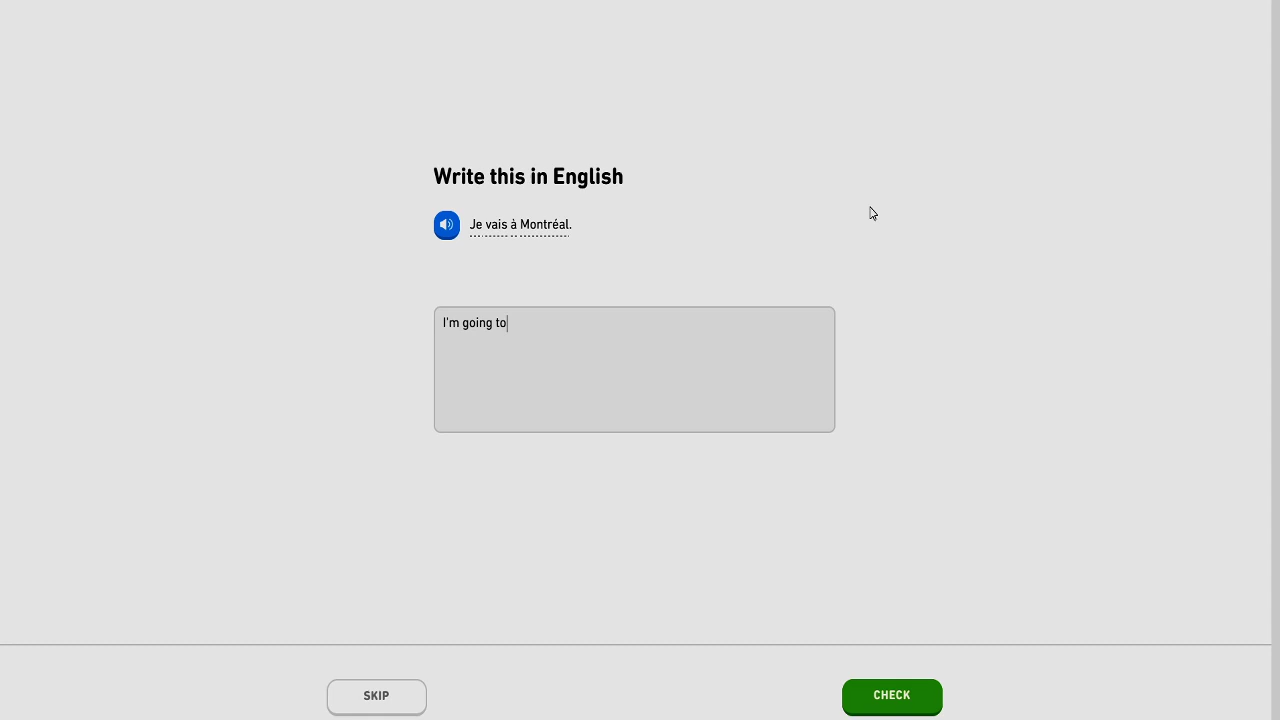 Write this in English
Je vais à Montréal.
I'm going to
SKIP
CHECK